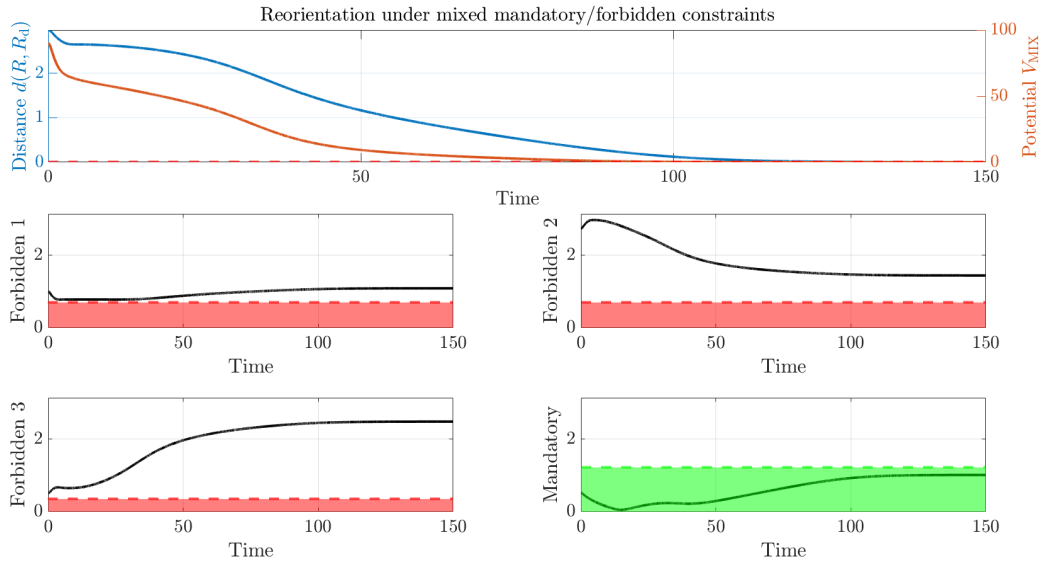 Reorientation under mixed mandatory/forbidden constraints
Distance d(R, R_d)
2
1
0
100
50
0
Potential V_MIX
0 50 100 150
Time
Forbidden 1
2
0
0 50 100 150
Time
Forbidden 2
2
0
0 50 100 150
Time
Forbidden 3
2
0
0 50 100 150
Time
Mandatory
2
0
0 50 100 150
Time